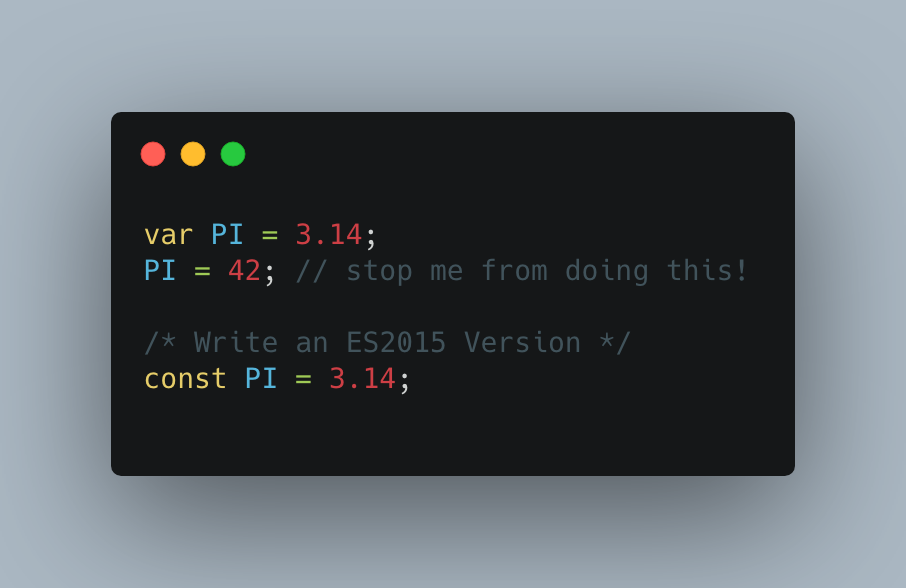 var PI = 3.14;
PI = 42; // stop me from doing this!
/* Write an ES2015 Version */
const PI = 3.14;